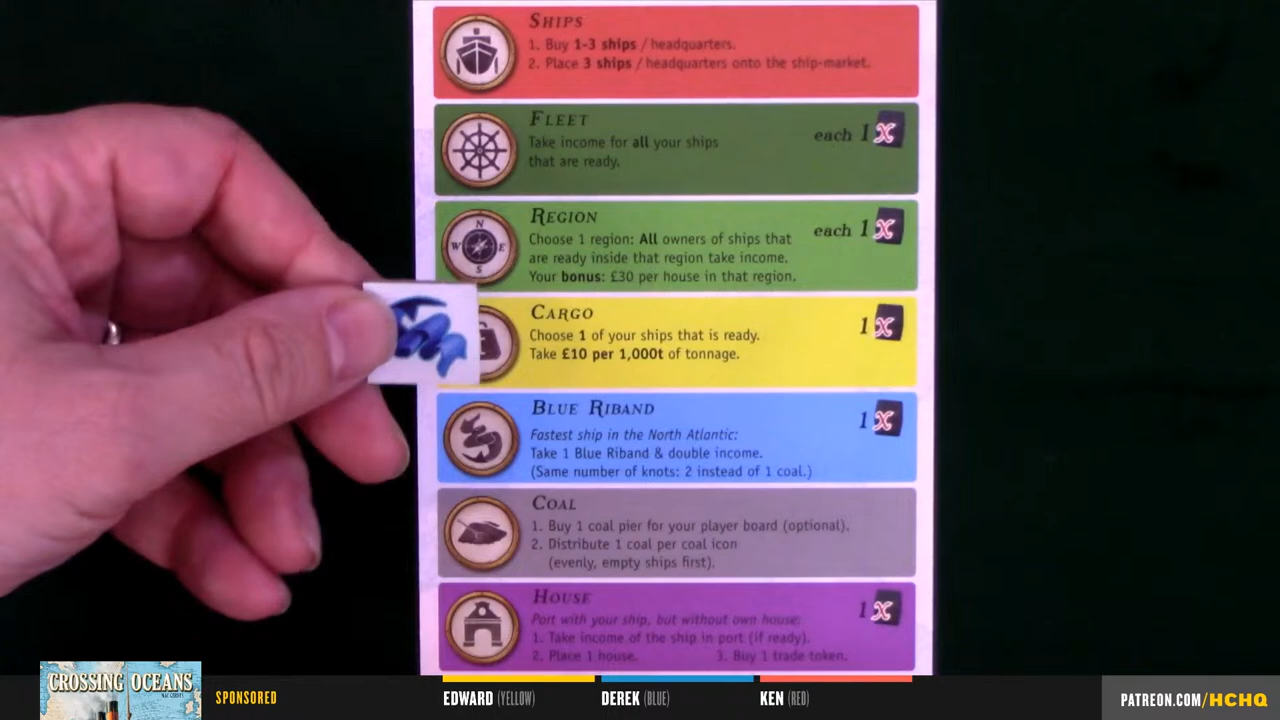 SHIPS
1. Buy 1-3 ships / headquarters.
2. Place 3 ships / headquarters onto the ship-market.
FLEET
Take income for all your ships
that are ready.
each 1X
REGION
N
W E
S
Choose 1 region: All owners of ships that
are ready inside that region take income.
Your bonus: £30 per house in that region.
each 1X
CARGO
Choose 1 of your ships that is ready.
Take £10 per 1,000t of tonnage.
1X
BLUE RIBAND
Fastest ship in the North Atlantic:
Take 1 Blue Riband & double income.
(Same number of knots: 2 instead of 1 coal.)
1X
COAL
1. Buy 1 coal pier for your player board (optional).
2. Distribute 1 coal per coal icon
(evenly, empty ships first).
HOUSE
Port with your ship, but without own house:
1. Take income of the ship in port (if ready).
2. Place 1 house. 3. Buy 1 trade token.
1X
CROSSING OCEANS
SPONSORED
EDWARD (YELLOW)
DEREK (BLUE)
KEN (RED)
PATREON.COM/HCHQ